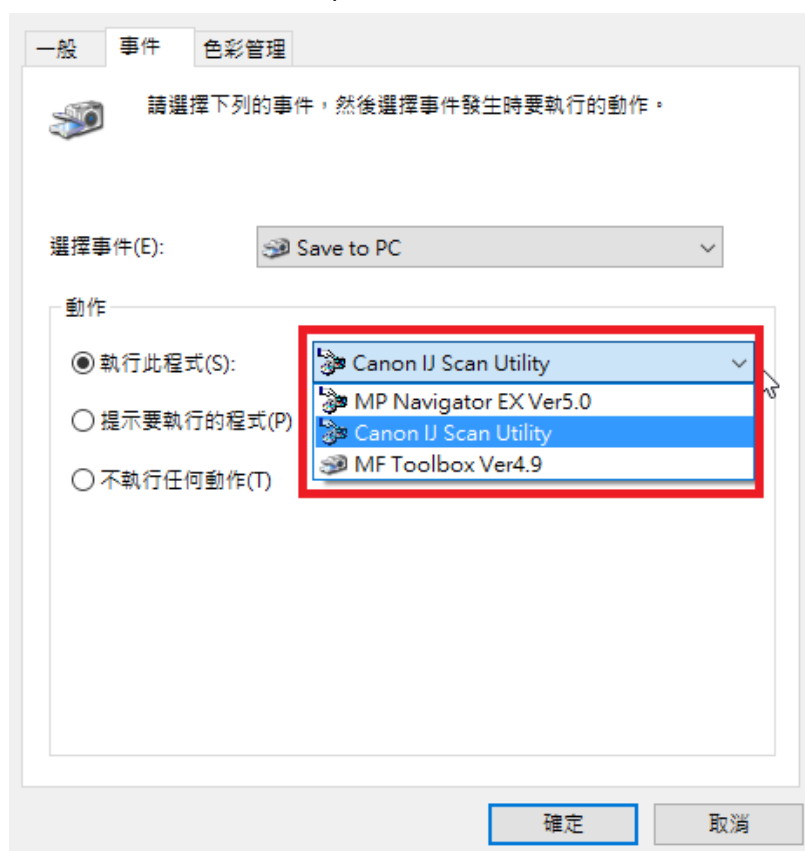 一般 事件 色彩管理
請選擇下列的事件，然後選擇事件發生時要執行的動作。
選擇事件(E): Save to PC
動作
執行此程式(S): Canon IJ Scan Utility
MP Navigator EX Ver5.0
提示要執行的程式(P) Canon IJ Scan Utility
MF Toolbox Ver4.9
不執行任何動作(T)
確定 取消